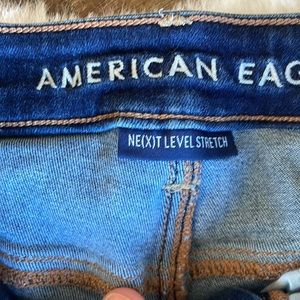 AMERICAN EAG
NE(X)T LEVEL STRETCH